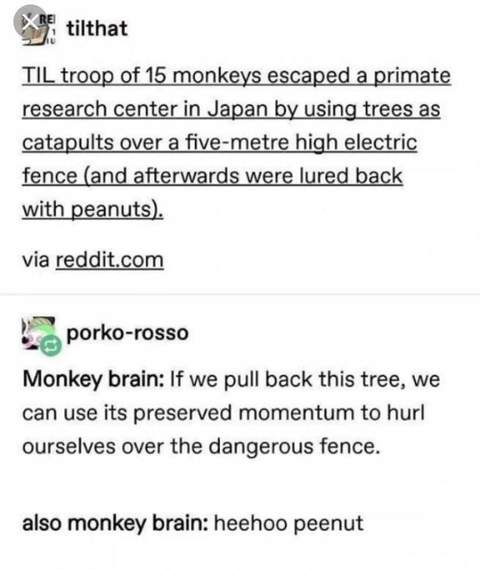 tilthat
TIL troop of 15 monkeys escaped a primate
research center in Japan by using trees as
catapults over a five-metre high electric
fence (and afterwards were lured back
with peanuts).
via reddit.com
porko-rosso
Monkey brain: If we pull back this tree, we
can use its preserved momentum to hurl
ourselves over the dangerous fence.
also monkey brain: heehoo peenut